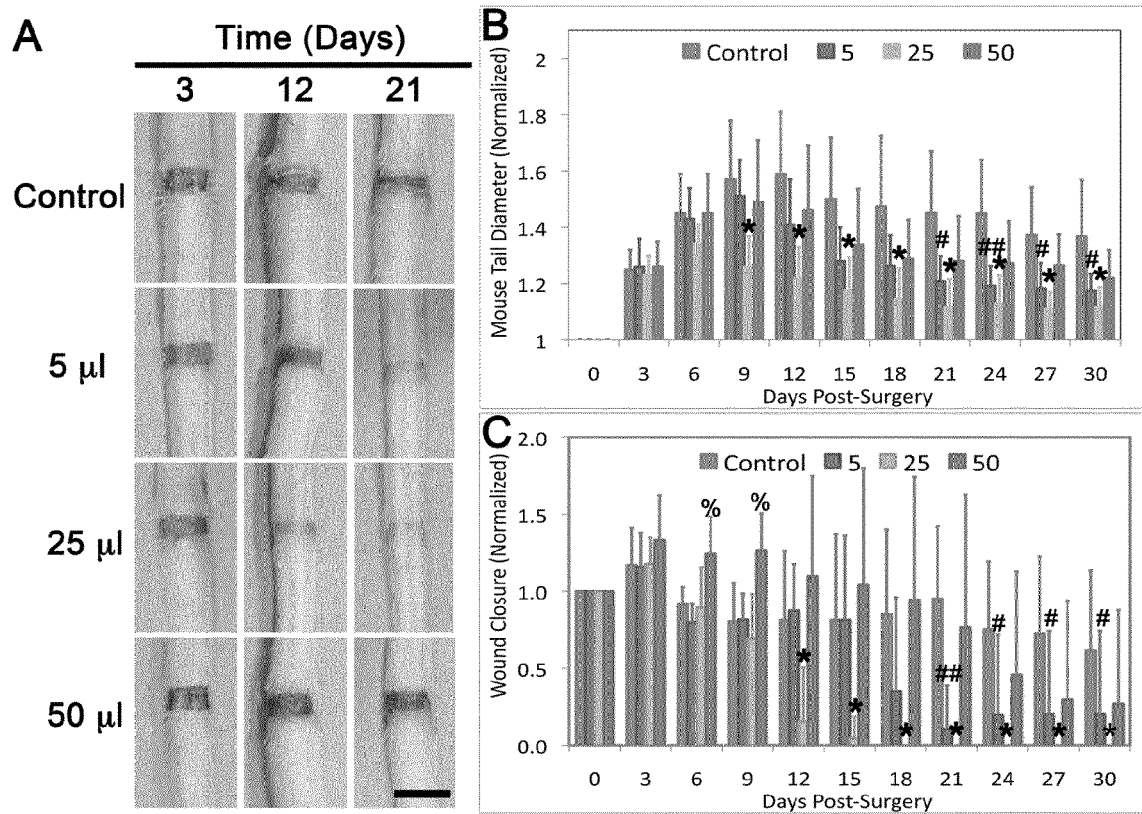 A
Time (Days)
3 12 21
Control
5 µl
25 µl
50 µl
B
Mouse Tail Diameter (Normalized)
Control 5 25 50
2
1.8
1.6
1.4
1.2
1
* * * * # * ## * # * # *
0 3 6 9 12 15 18 21 24 27 30
Days Post-Surgery
C
Wound Closure (Normalized)
Control 5 25 50
2.0
1.5
1.0
0.5
0.0
% % * * * ## * # * # * # *
0 3 6 9 12 15 18 21 24 27 30
Days Post-Surgery